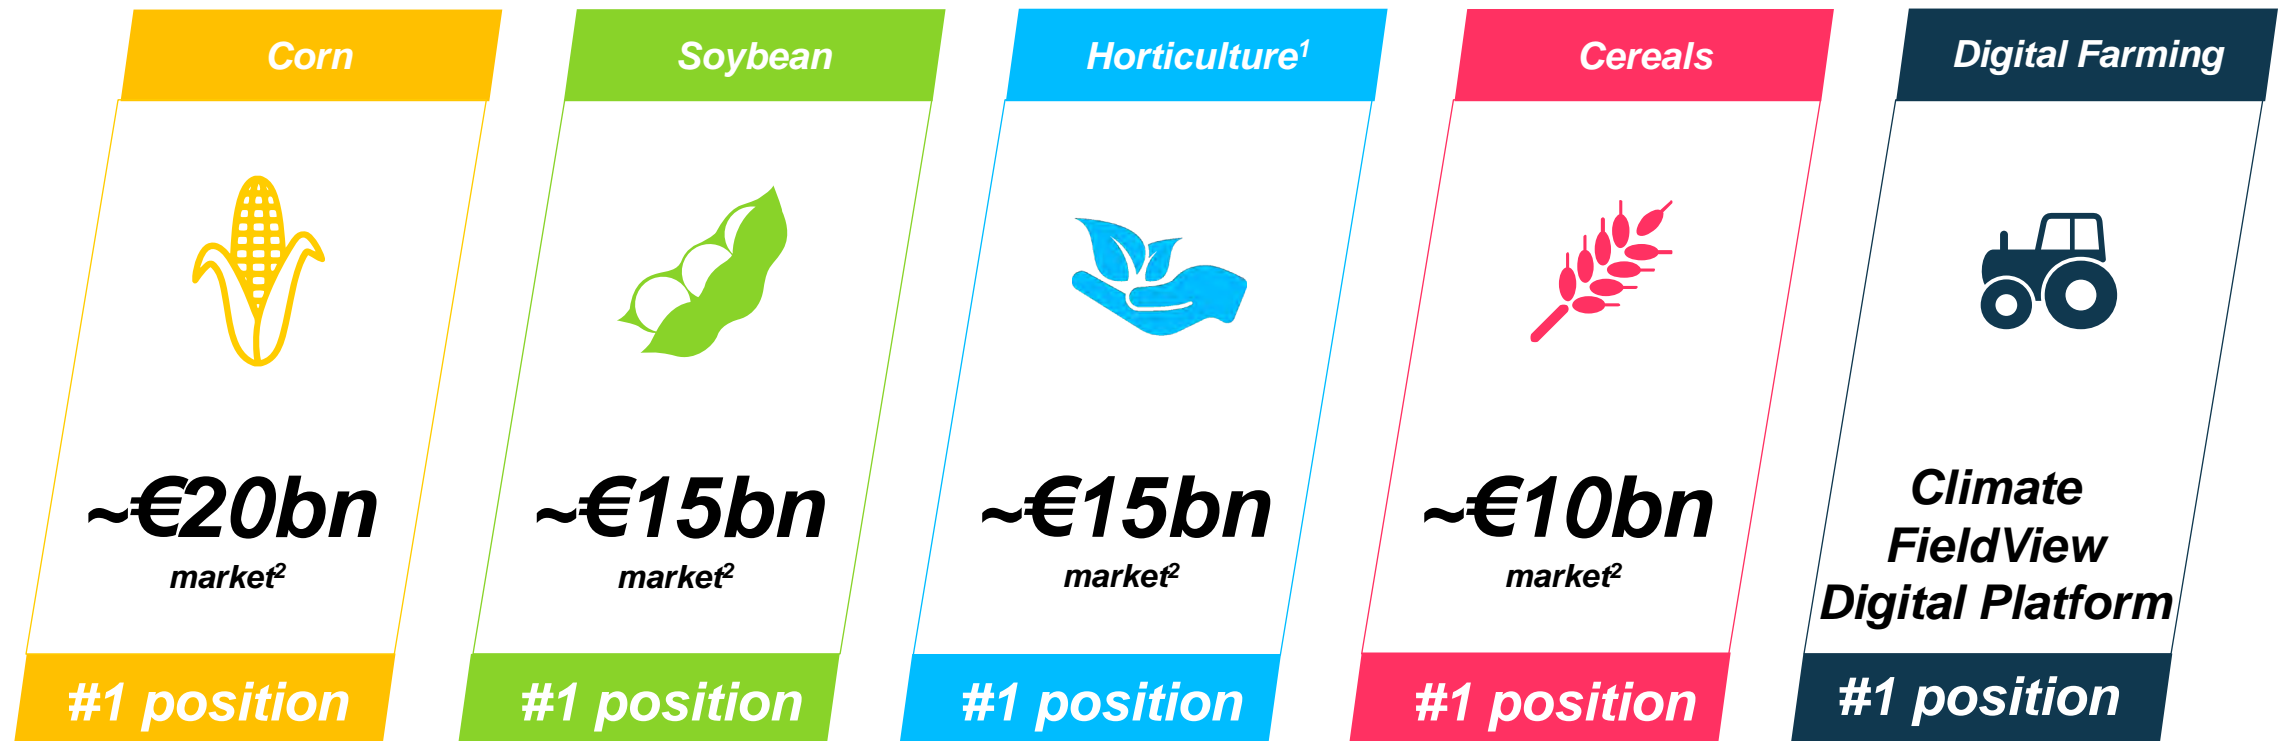 Corn
~€20bn
market²
#1 position
Soybean
~€15bn
market²
#1 position
Horticulture¹
~€15bn
market²
#1 position
Cereals
~€10bn
market²
#1 position
Digital Farming
Climate
FieldView
Digital Platform
#1 position